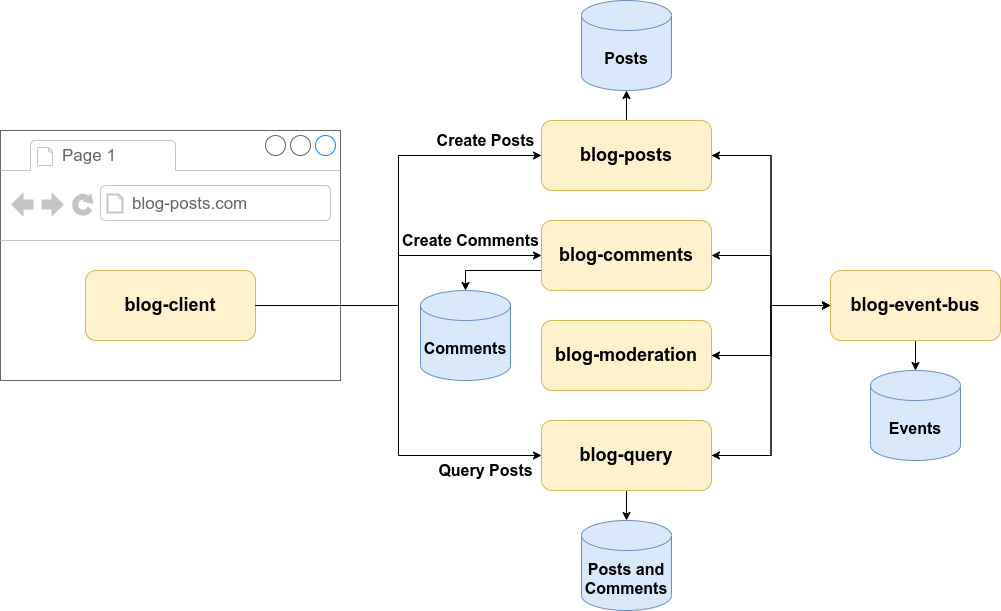 Posts
Page 1
Create Posts
blog-posts
blog-posts.com
Create Comments
blog-comments
blog-client
blog-event-bus
Comments
blog-moderation
Events
blog-query
Query Posts
Posts and
Comments